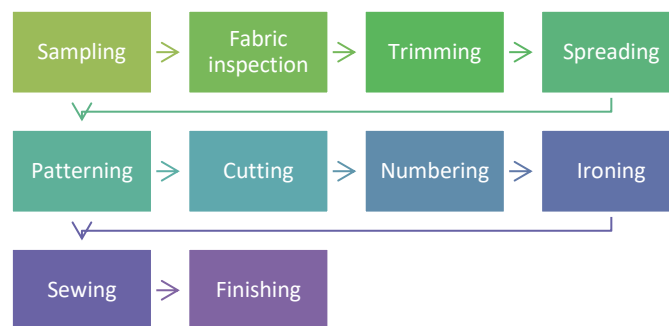 Sampling
Fabric
inspection
Trimming
Spreading
Patterning
Cutting
Numbering
Ironing
Sewing
Finishing